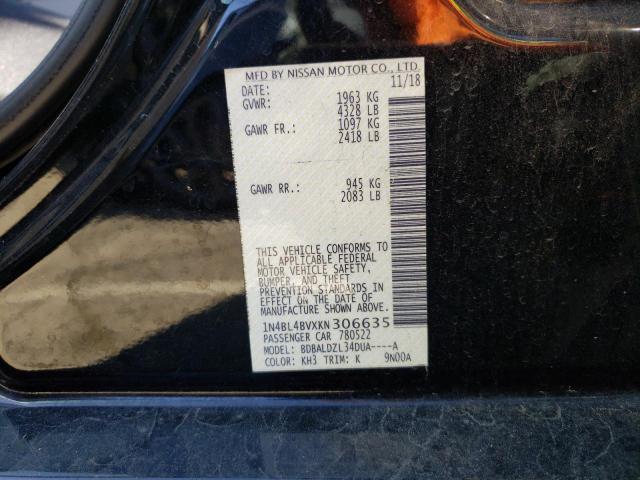 MFD BY NISSAN MOTOR CO., LTD.
DATE: 11/18
GVWR: 1963 KG
4328 LB
GAWR FR.: 1097 KG
2418 LB
GAWR RR.: 945 KG
2083 LB
THIS VEHICLE CONFORMS TO
ALL APPLICABLE FEDERAL
MOTOR VEHICLE SAFETY,
BUMPER, AND THEFT
PREVENTION STANDARDS IN
EFFECT ON THE DATE OF
MANUFACTURE SHOWN ABOVE.
1N4BL4BVXKN306635
PASSENGER CAR 780522
MODEL: BDBALDZL34DUA----A
COLOR: KH3 TRIM: K 9N00A